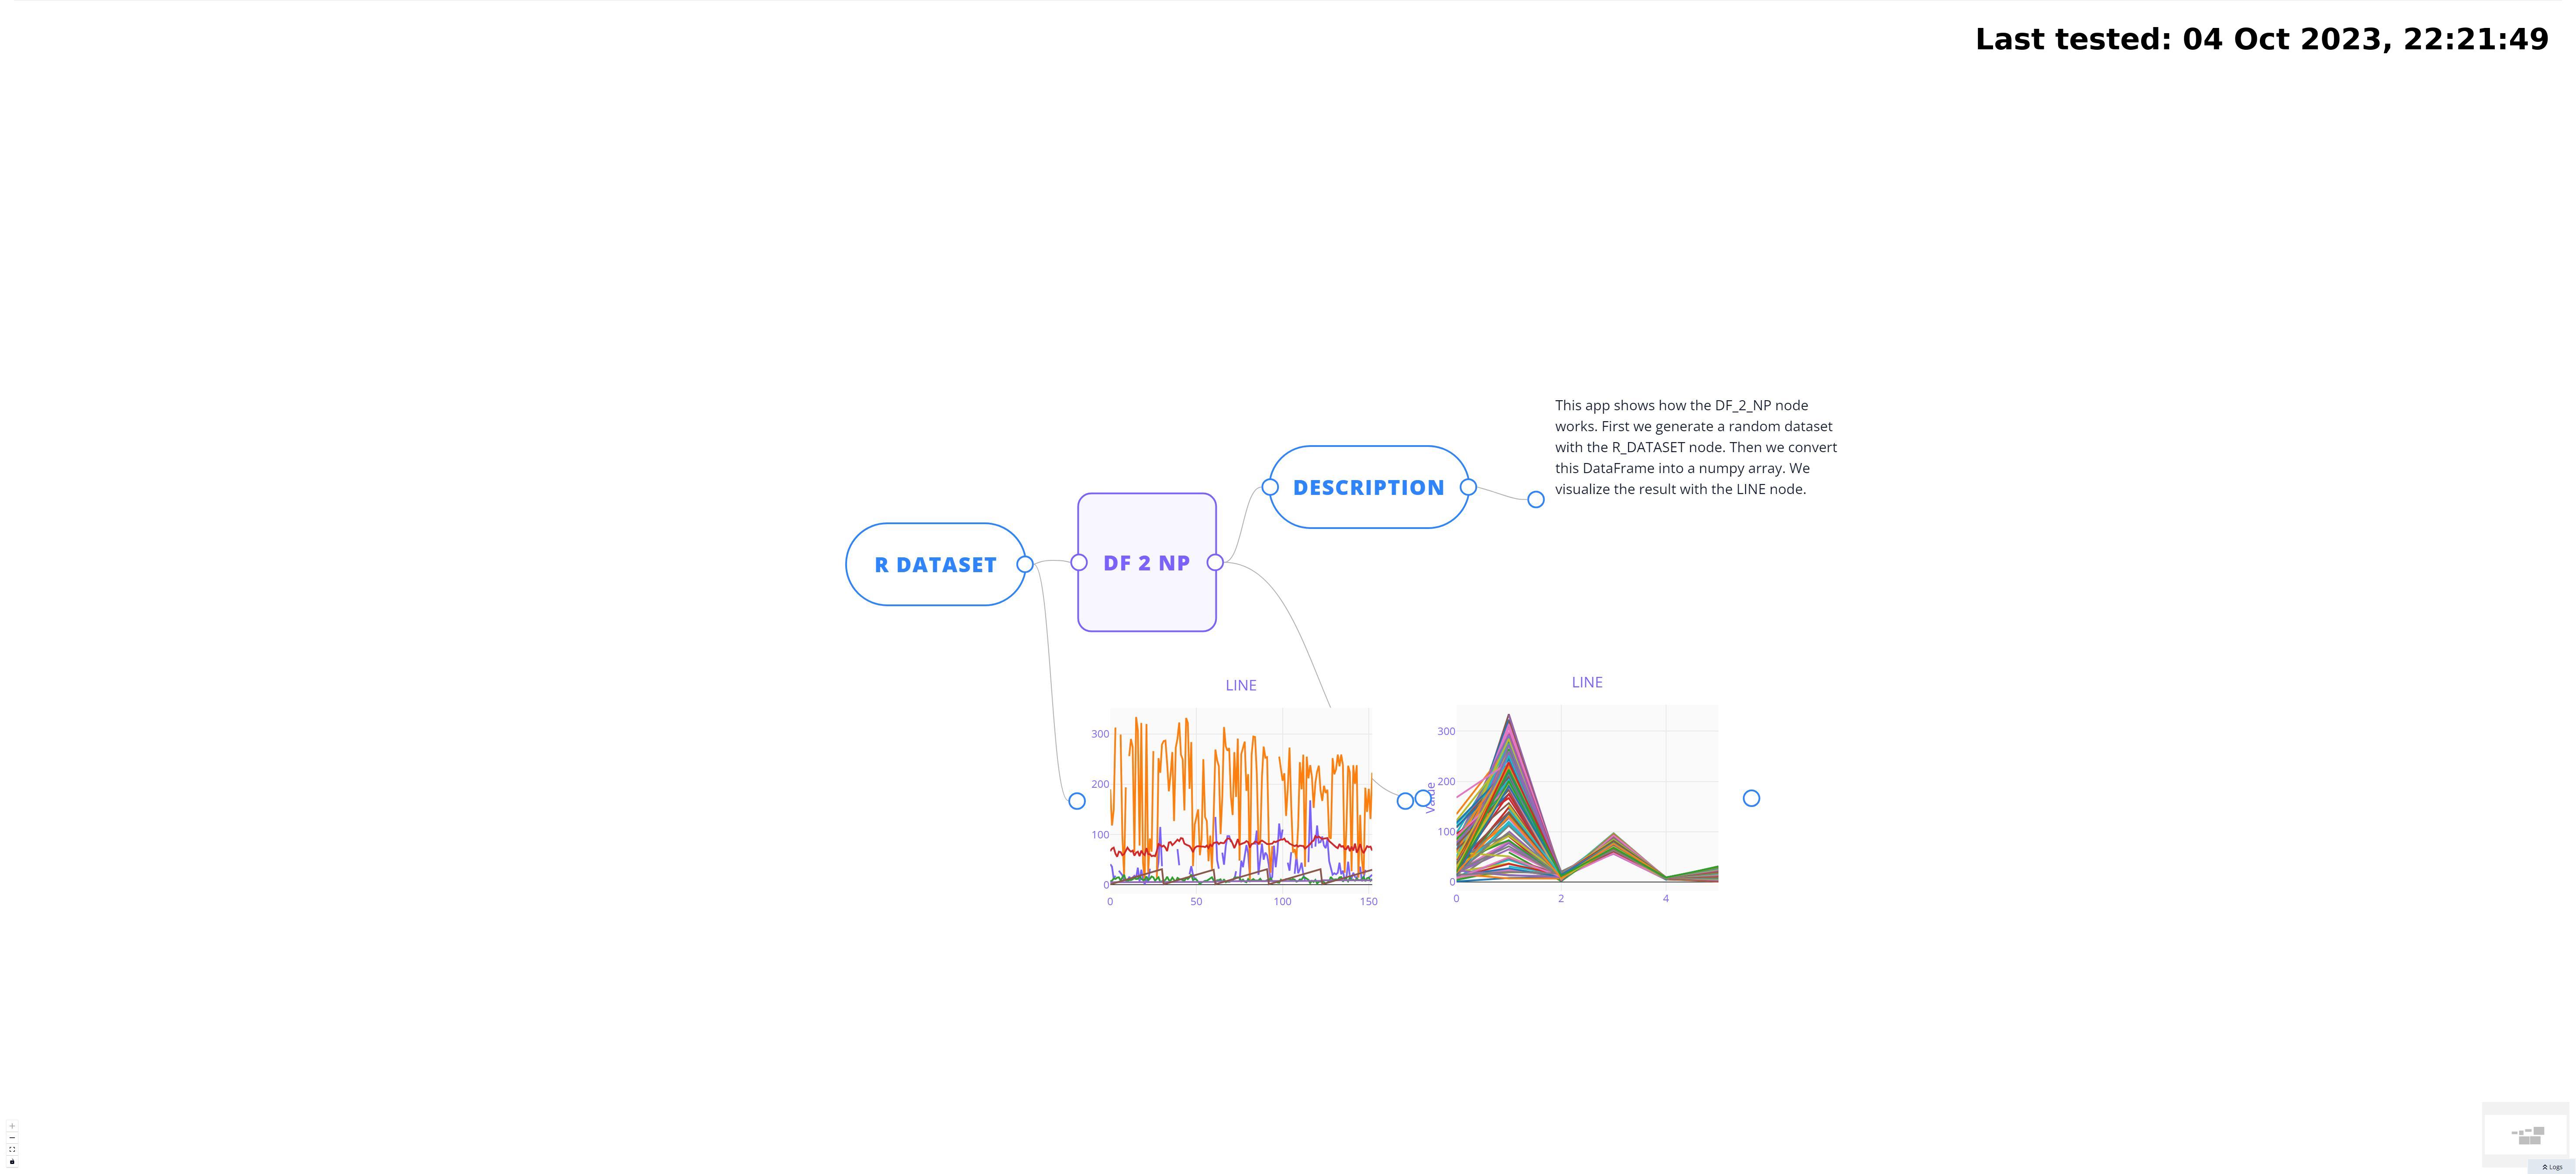 Last tested: 04 Oct 2023, 22:21:49
This app shows how the DF_2_NP node
works. First we generate a random dataset
with the R_DATASET node. Then we convert
this DataFrame into a numpy array. We
visualize the result with the LINE node.
DESCRIPTION
R DATASET
DF 2 NP
LINE
300
200
100
0
0
50
100
150
LINE
Value
300
200
100
0
0
2
4
Logs